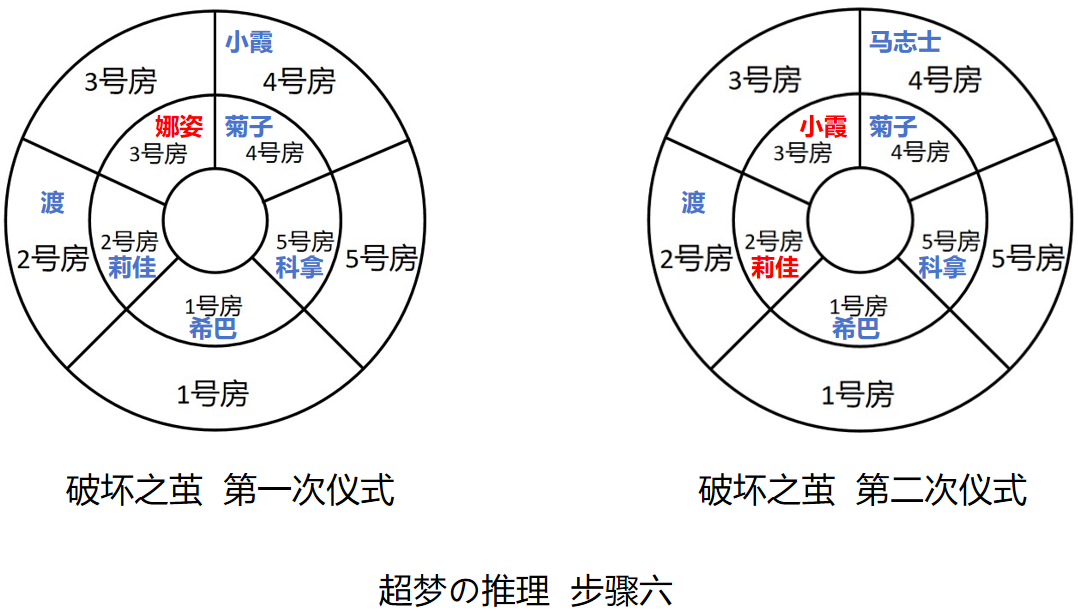 小霞
3号房
4号房
娜姿
菊子
3号房
4号房
渡
2号房
2号房
莉佳
5号房
科拿
5号房
1号房
希巴
1号房
破坏之茧 第一次仪式
马志士
3号房
4号房
小霞
菊子
3号房
4号房
渡
2号房
2号房
莉佳
5号房
科拿
5号房
1号房
希巴
1号房
破坏之茧 第二次仪式
超梦の推理 步骤六